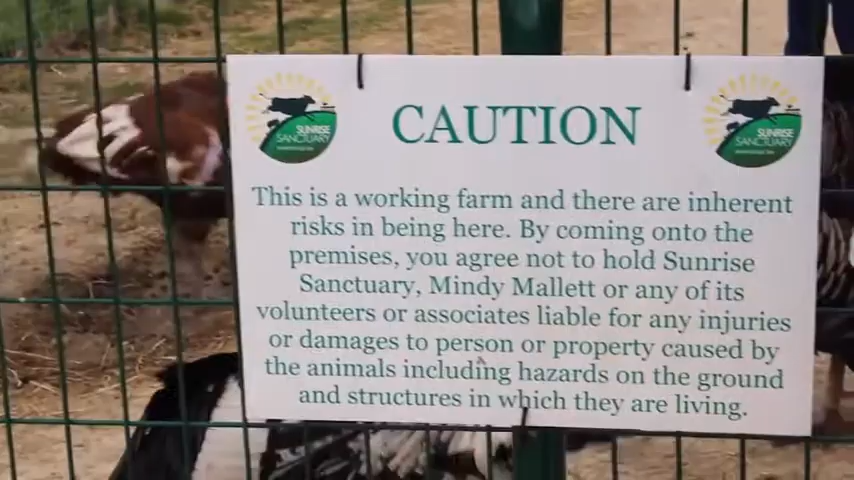 SUNRISE
SANCTUARY
CAUTION
SUNRISE
SANCTUARY
This is a working farm and there are inherent
risks in being here. By coming onto the
premises, you agree not to hold Sunrise
Sanctuary, Mindy Mallett or any of its
volunteers or associates liable for any injuries
or damages to person or property caused by
the animals including, hazards on the ground
and structures in which they are living.